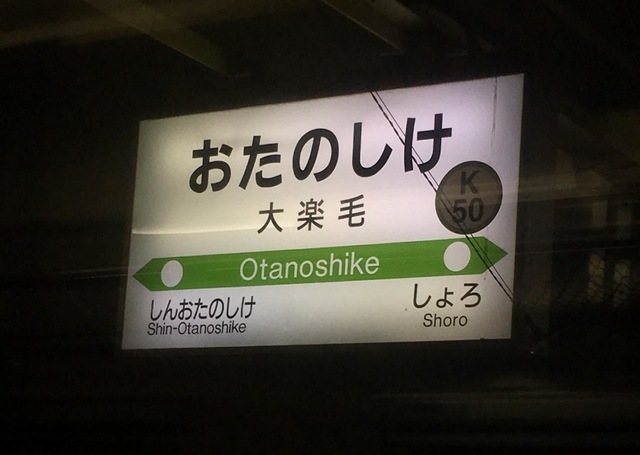 おたのしけ
大楽毛
K
50
Otanoshike
しんおたのしけ
Shin-Otanoshike
しょろ
Shoro